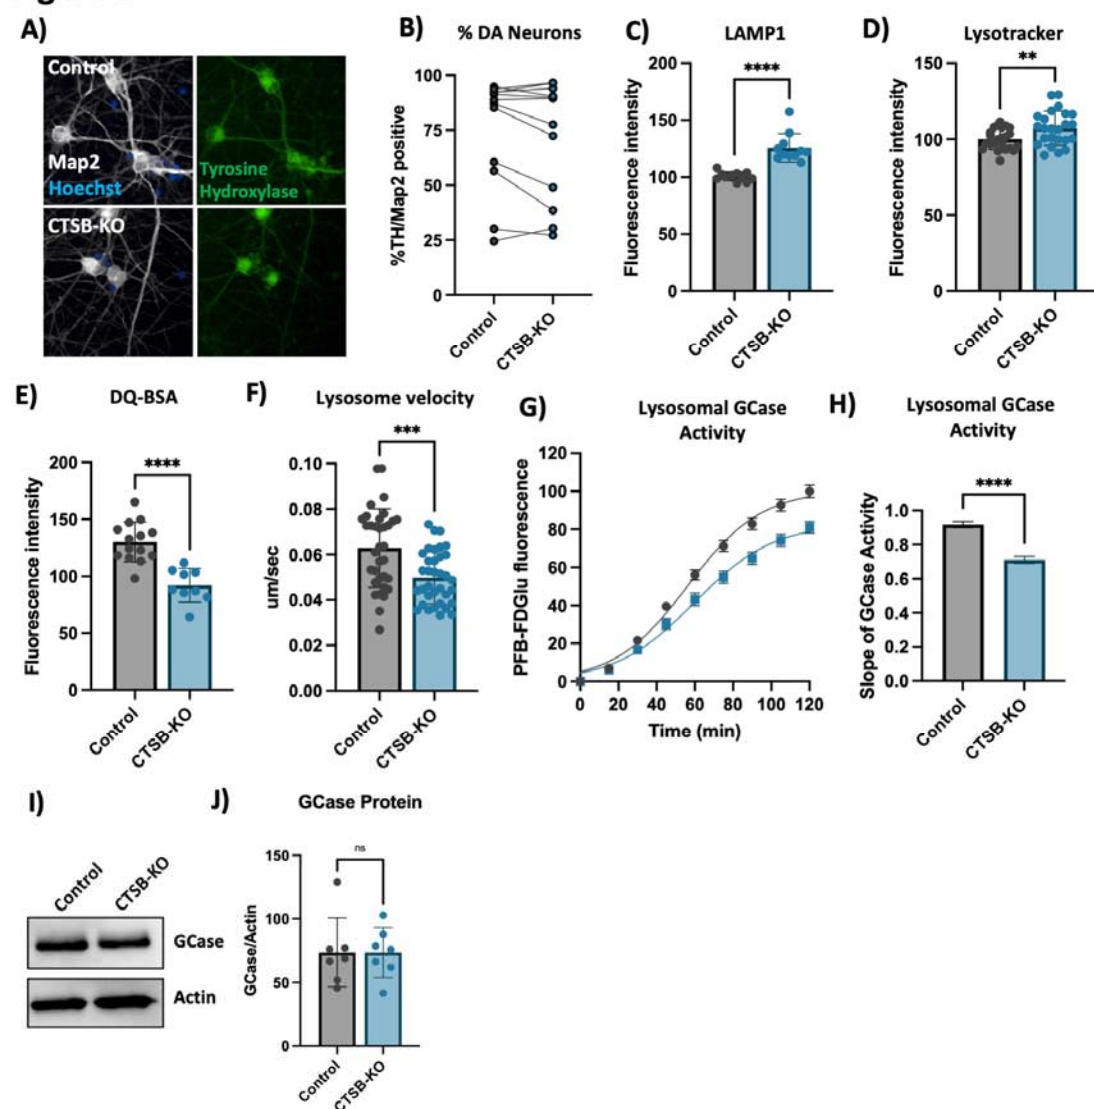 A)
Control
Map2
Hoechst
Tyrosine
Hydroxylase
CTSB-KO
B)
% DA Neurons
%TH/Map2 positive
100
75
50
25
0
Control
CTSB-KO
C)
LAMP1
****
Fluorescence intensity
200
150
100
50
0
Control
CTSB-KO
D)
Lysotracker
**
Fluorescence intensity
150
100
50
0
Control
CTSB-KO
E)
DQ-BSA
****
Fluorescence intensity
200
150
100
50
0
Control
CTSB-KO
F)
Lysosome velocity
***
um/sec
0.10
0.08
0.06
0.04
0.02
0.00
Control
CTSB-KO
G)
Lysosomal GCase
Activity
PFB-FDGlu fluorescence
120
100
80
60
40
20
0
0 20 40 60 80 100 120
Time (min)
H)
Lysosomal GCase
Activity
****
Slope of GCase Activity
1.0
0.8
0.6
0.4
0.2
0.0
Control
CTSB-KO
I)
Control
CTSB-KO
GCase
Actin
J)
GCase Protein
ns
GCase/Actin
150
100
50
0
Control
CTSB-KO